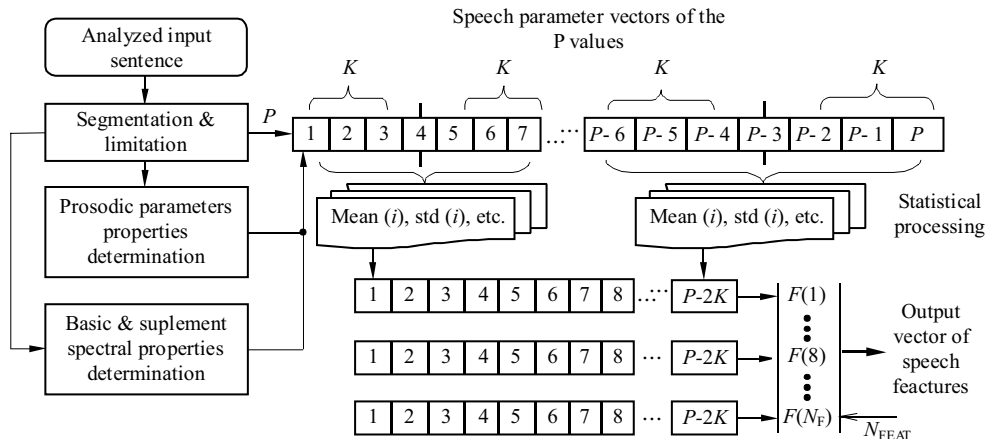 Analyzed input
sentence
Segmentation &
limitation
Prosodic parameters
properties
determination
Basic & suplement
spectral properties
determination
P
Speech parameter vectors of the
P values
K K K K
1 2 3 4 5 6 7 ...... P- 6 P- 5 P- 4 P- 3 P- 2 P- 1 P
Mean (i), std (i), etc. Mean (i), std (i), etc.
Statistical
processing
1 2 3 4 5 6 7 8 ...... P-2K F(1)
1 2 3 4 5 6 7 8 ... P-2K F(8)
1 2 3 4 5 6 7 8 ... P-2K F(NF)
NFEAT
Output
vector of
speech
feactures